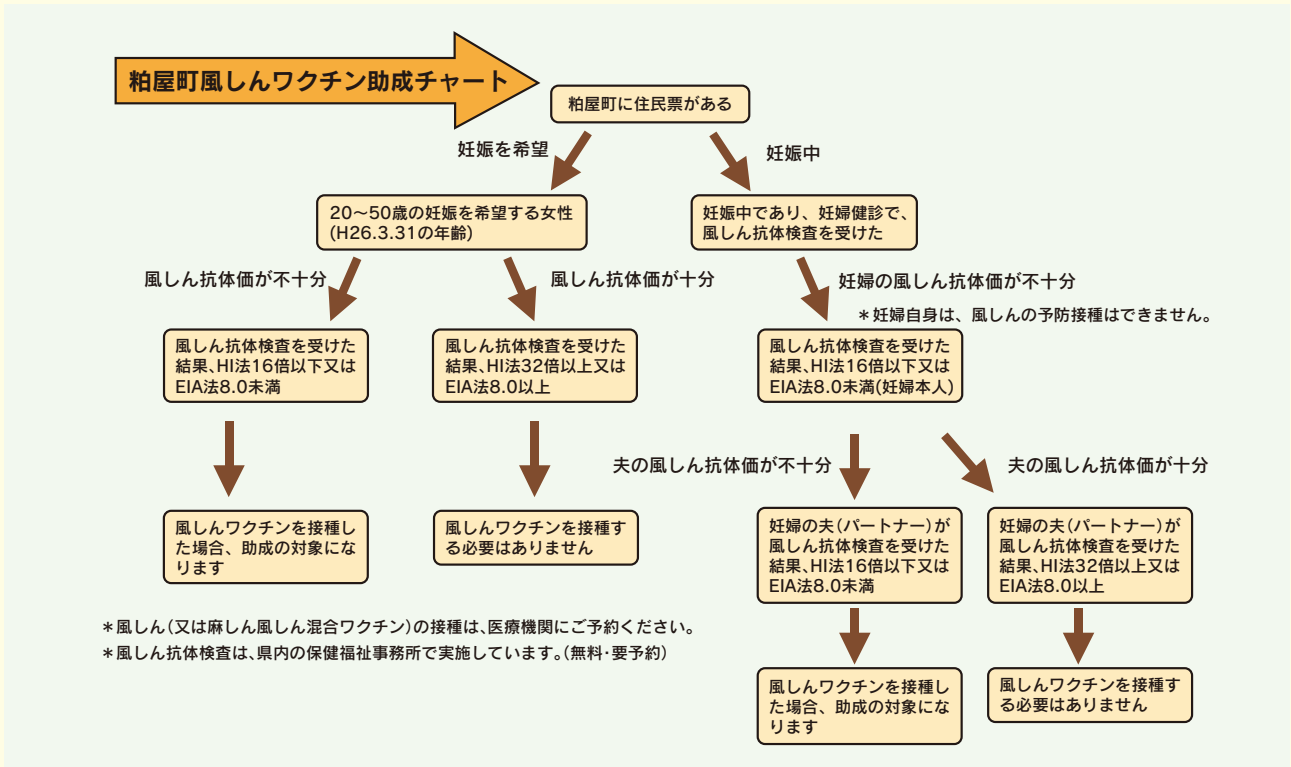 粕屋町風しんワクチン助成チャート
粕屋町に住民票がある
妊娠を希望
妊娠中
20～50歳の妊娠を希望する女性
(H26.3.31の年齢)
妊娠中であり、妊婦健診で、
風しん抗体検査を受けた
風しん抗体価が不十分
風しん抗体価が十分
妊婦の風しん抗体価が不十分
＊妊婦自身は、風しんの予防接種はできません。
風しん抗体検査を受けた
結果、HI法16倍以下又は
EIA法8.0未満
風しん抗体検査を受けた
結果、HI法32倍以上又は
EIA法8.0以上
風しん抗体検査を受けた
結果、HI法16倍以下又は
EIA法8.0未満(妊婦本人)
夫の風しん抗体価が不十分
夫の風しん抗体価が十分
風しんワクチンを接種し
た場合、助成の対象にな
ります
風しんワクチンを接種す
る必要はありません
妊婦の夫(パートナー)が
風しん抗体検査を受けた
結果、HI法16倍以下又は
EIA法8.0未満
妊婦の夫(パートナー)が
風しん抗体検査を受けた
結果、HI法32倍以上又は
EIA法8.0以上
＊風しん(又は麻しん風しん混合ワクチン)の接種は、医療機関にご予約ください。
＊風しん抗体検査は、県内の保健福祉事務所で実施しています。(無料・要予約)
風しんワクチンを接種し
た場合、助成の対象にな
ります
風しんワクチンを接種す
る必要はありません